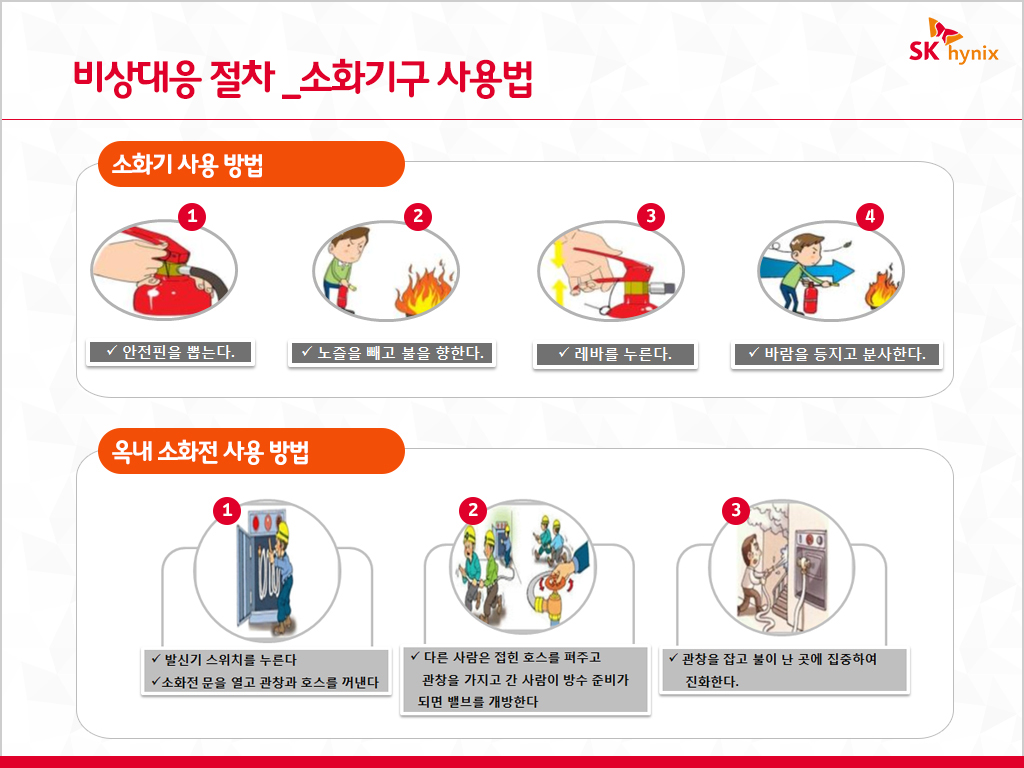 SK hynix
비상대응 절차 _소화기구 사용법
소화기 사용 방법
1
2
3
4
✓ 안전핀을 뽑는다.
✓ 노즐을 빼고 불을 향한다.
✓ 레바를 누른다.
✓ 바람을 등지고 분사한다.
옥내 소화전 사용 방법
1
2
3
✓ 발신기 스위치를 누른다
✓소화전 문을 열고 관창과 호스를 꺼낸다
✓ 다른 사람은 접힌 호스를 펴주고
관창을 가지고 간 사람이 방수 준비가
되면 밸브를 개방한다
✓ 관창을 잡고 불이 난 곳에 집중하여
진화한다.